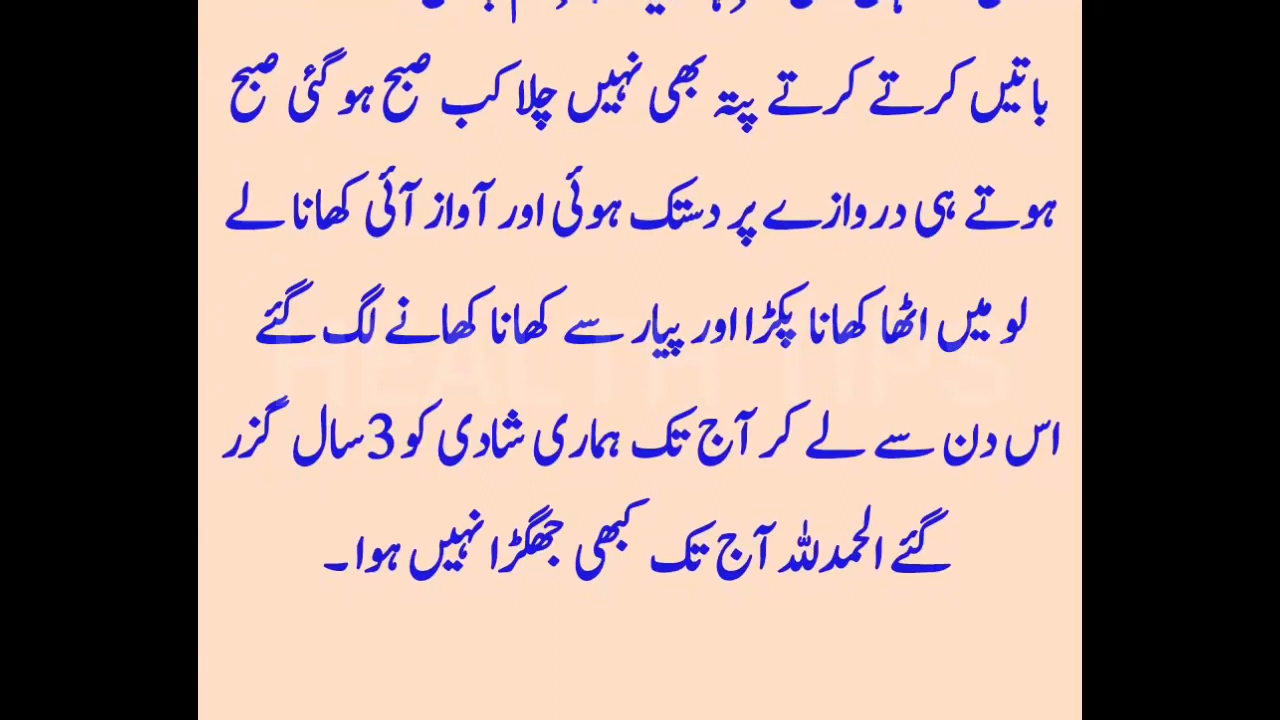 باتیں کرتے کرتے پتہ بھی نہیں چلا کب صبح ہو گئی صبح
ہوتے ہی دروازے پر دستک ہوئی اور آواز آئی کھانا لے
لو میں اٹھا کھانا پکڑا اور پیار سے کھانا کھانے لگ گئے
HEALTH TIPS
اس دن سے لے کر آج تک ہماری شادی کو 3 سال گزر
گئے الحمدللہ آج تک کبھی جھگڑا نہیں ہوا۔